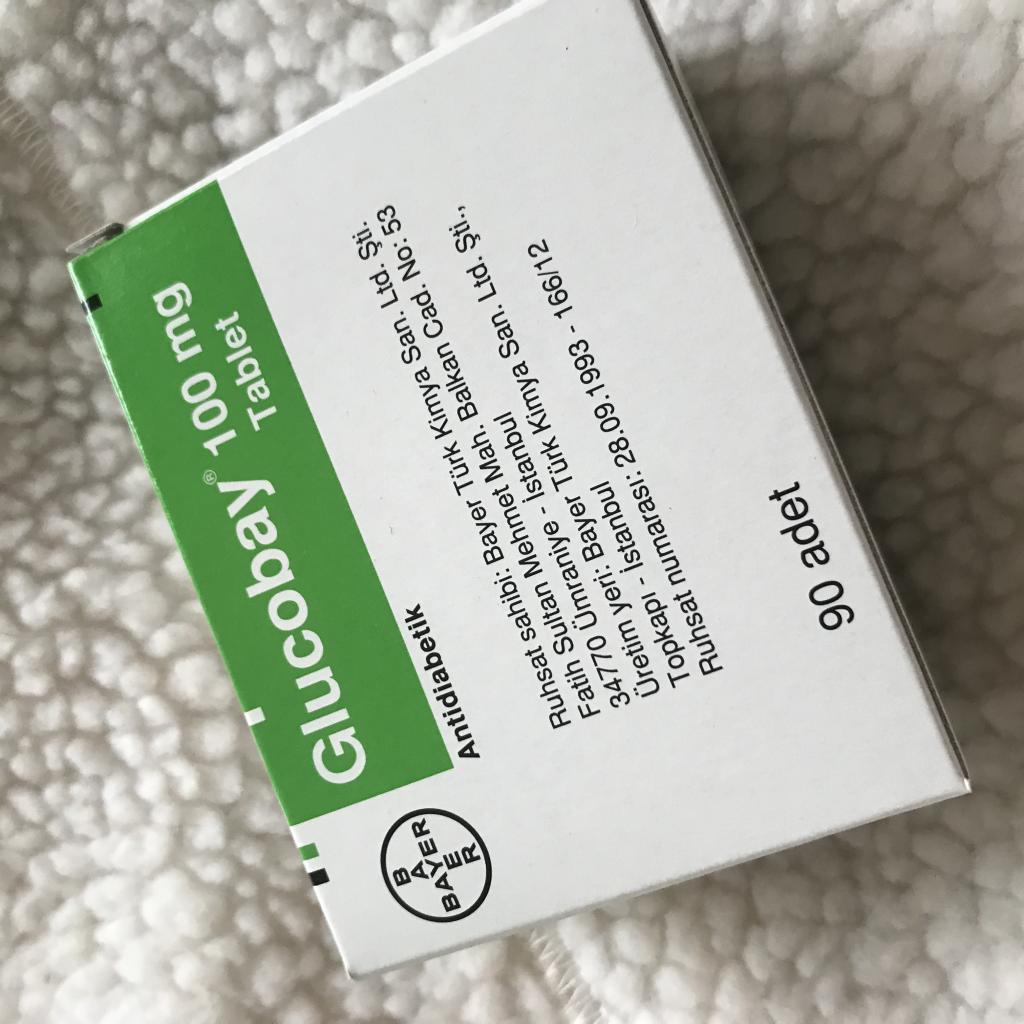 Glucobay® 100 mg
Tablet
BAYER
BAYER
Antidiabetik
Ruhsat sahibi: Bayer Türk Kimya San. Ltd. Şti.
Fatih Sultan Mehmet Mah. Balkan Cad. No: 53
34770 Ümraniye - İstanbul
Üretim yeri: Bayer Türk Kimya San. Ltd. Şti.,
Topkapı - İstanbul
Ruhsat numarası: 28.09.1993 - 166/12
90 adet